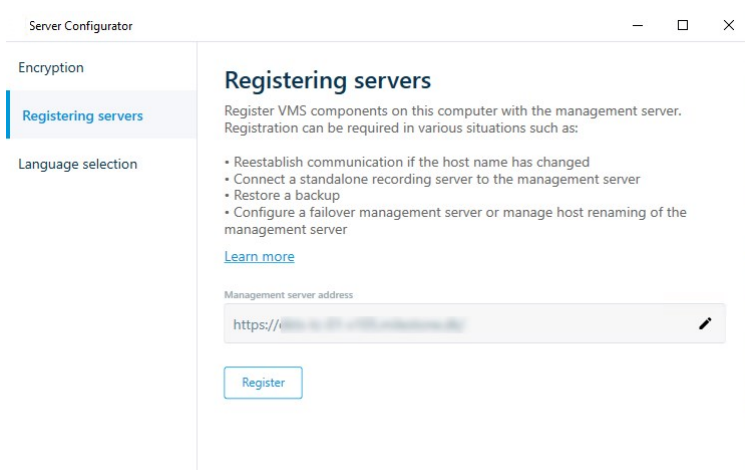 Server Configurator
Encryption
Registering servers
Language selection
Registering servers
Register VMS components on this computer with the management server.
Registration can be required in various situations such as:
• Reestablish communication if the host name has changed
• Connect a standalone recording server to the management server
• Restore a backup
• Configure a failover management server or manage host renaming of the
management server
Learn more
Management server address
https://
Register